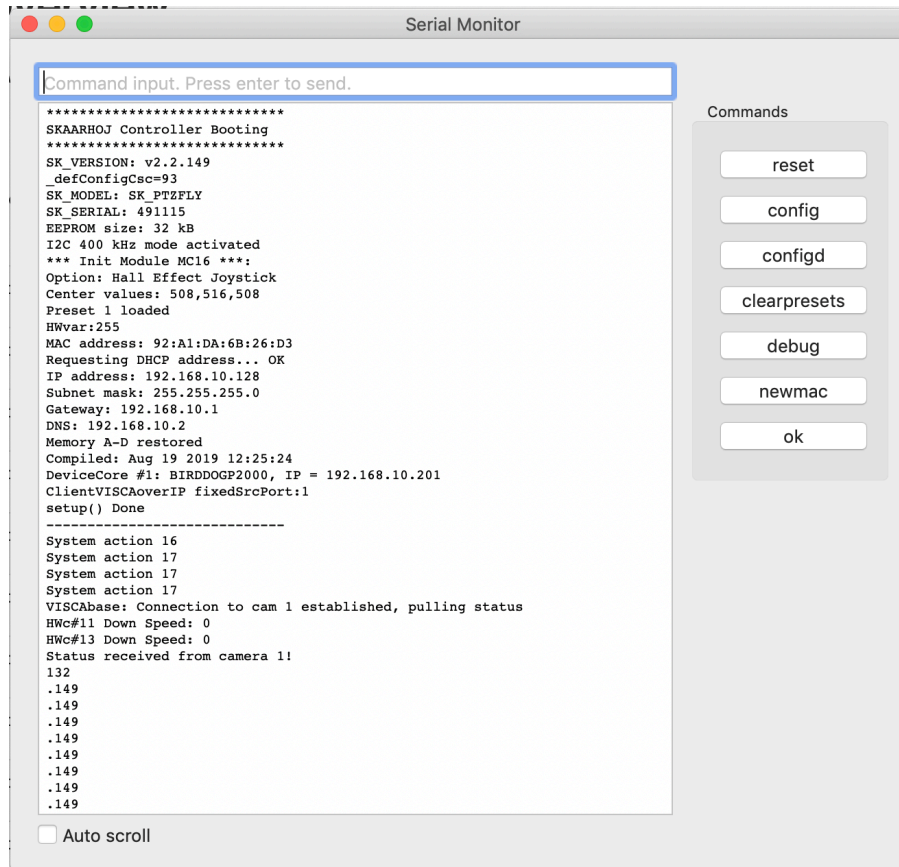 Serial Monitor
Command input. Press enter to send.
*****************************
SKAARHOJ Controller Booting
*****************************
SK_VERSION: v2.2.149
_defConfigCsc=93
SK_MODEL: SK_PTZFLY
SK_SERIAL: 491115
EEPROM size: 32 kB
I2C 400 kHz mode activated
*** Init Module MC16 ***:
Option: Hall Effect Joystick
Center values: 508,516,508
Preset 1 loaded
HWvar:255
MAC address: 92:A1:DA:6B:26:D3
Requesting DHCP address... OK
IP address: 192.168.10.128
Subnet mask: 255.255.255.0
Gateway: 192.168.10.1
DNS: 192.168.10.2
Memory A-D restored
Compiled: Aug 19 2019 12:25:24
DeviceCore #1: BIRDDOGP2000, IP = 192.168.10.201
ClientVISCAoverIP fixedSrcPort:1
setup() Done
-----------------------------
System action 16
System action 17
System action 17
System action 17
VISCAbase: Connection to cam 1 established, pulling status
HWc#11 Down Speed: 0
HWc#13 Down Speed: 0
Status received from camera 1!
132
.149
.149
.149
.149
.149
.149
.149
.149
Auto scroll
Commands
reset
config
configd
clearpresets
debug
newmac
ok